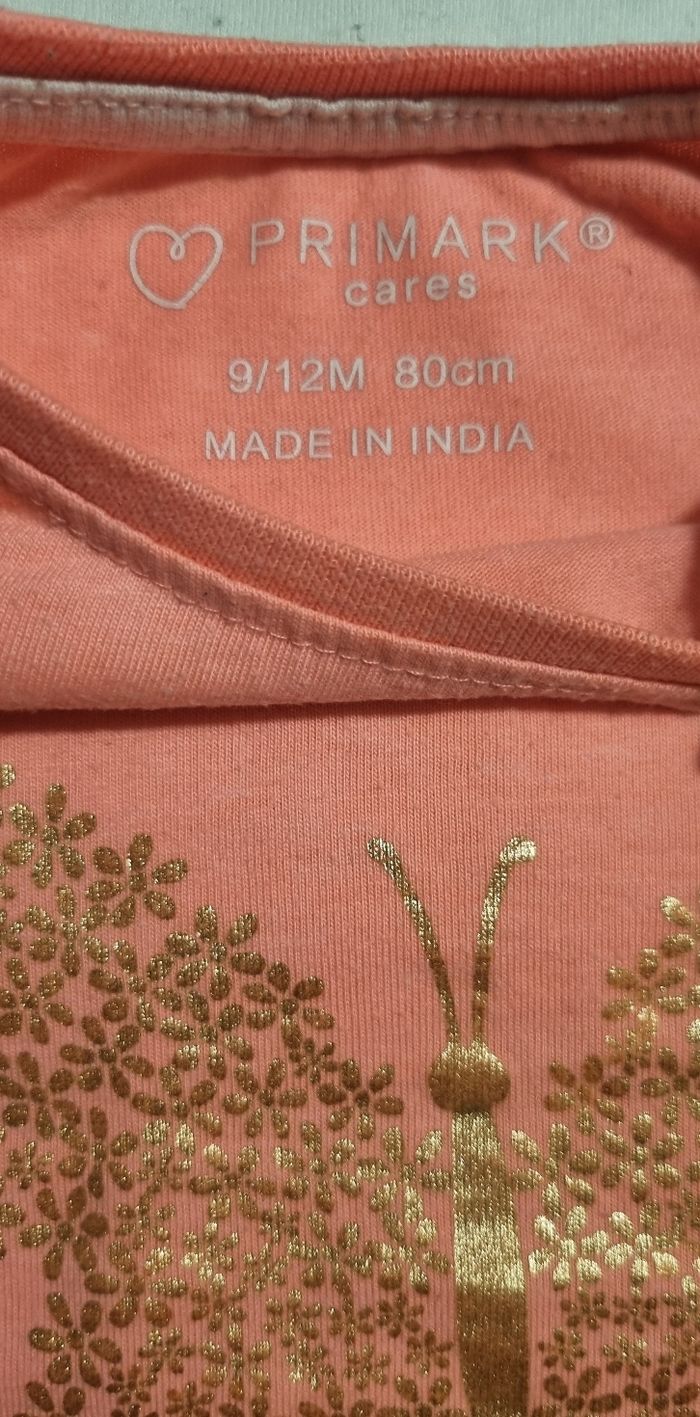 PRIMARK®
cares
9/12M 80cm
MADE IN INDIA